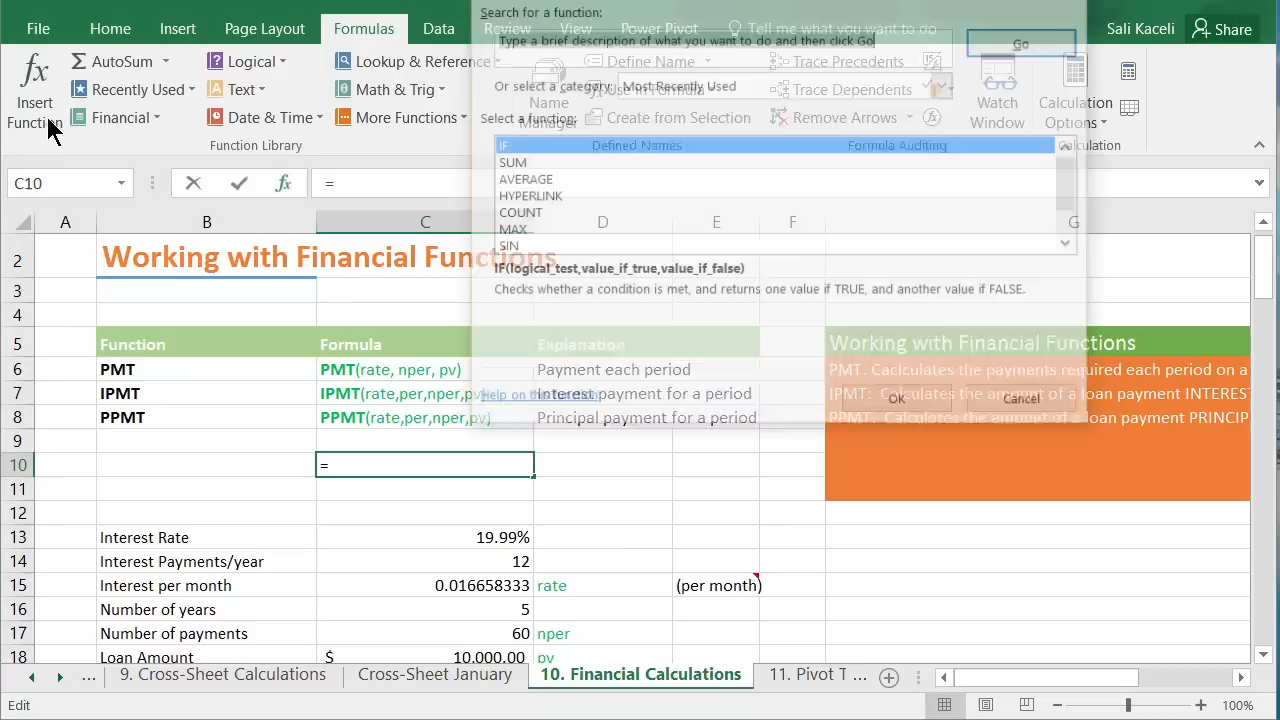 File Home Insert Page Layout Formulas Data Review View Power Pivot Tell me what you want to do Sali Kaceli Share
Search for a function:
Type a brief description of what you want to do and then click Go
Go
Or select a category: Most Recently Used
Select a function:
fx
Insert
Function
AutoSum
Recently Used
Financial
Logical
Text
Date & Time
Lookup & Reference
Math & Trig
More Functions
Function Library
Name
Manager
Define Name
Use in Formula
Create from Selection
Defined Names
Trace Precedents
Trace Dependents
Remove Arrows
Formula Auditing
Watch
Window
Calculation
Options
Calculation
IF
SUM
AVERAGE
HYPERLINK
COUNT
MAX
SIN
IF(logical_test,value_if_true,value_if_false)
Checks whether a condition is met, and returns one value if TRUE, and another value if FALSE.
Help on this function
OK Cancel
C10 fx =
A B C D E F G
2 Working with Financial Functions
3
4
5 Function Formula Explanation Working with Financial Functions
6 PMT PMT(rate, nper, pv) Payment each period PMT. Caclculates the payments required each period on a
7 IPMT IPMT(rate,per,nper,pv) Interest payment for a period IPMT: Calculates the amount of a loan payment INTEREST
8 PPMT PPMT(rate,per,nper,pv) Principal payment for a period PPMT. Calculates the amount of a loan payment PRINCIP
9
10 =
11
12
13 Interest Rate 19.99%
14 Interest Payments/year 12
15 Interest per month 0.016658333 rate (per month)
16 Number of years 5
17 Number of payments 60 nper
18 Loan Amount $ 10,000.00 pv
... 9. Cross-Sheet Calculations Cross-Sheet January 10. Financial Calculations 11. Pivot T ...
Edit 100%